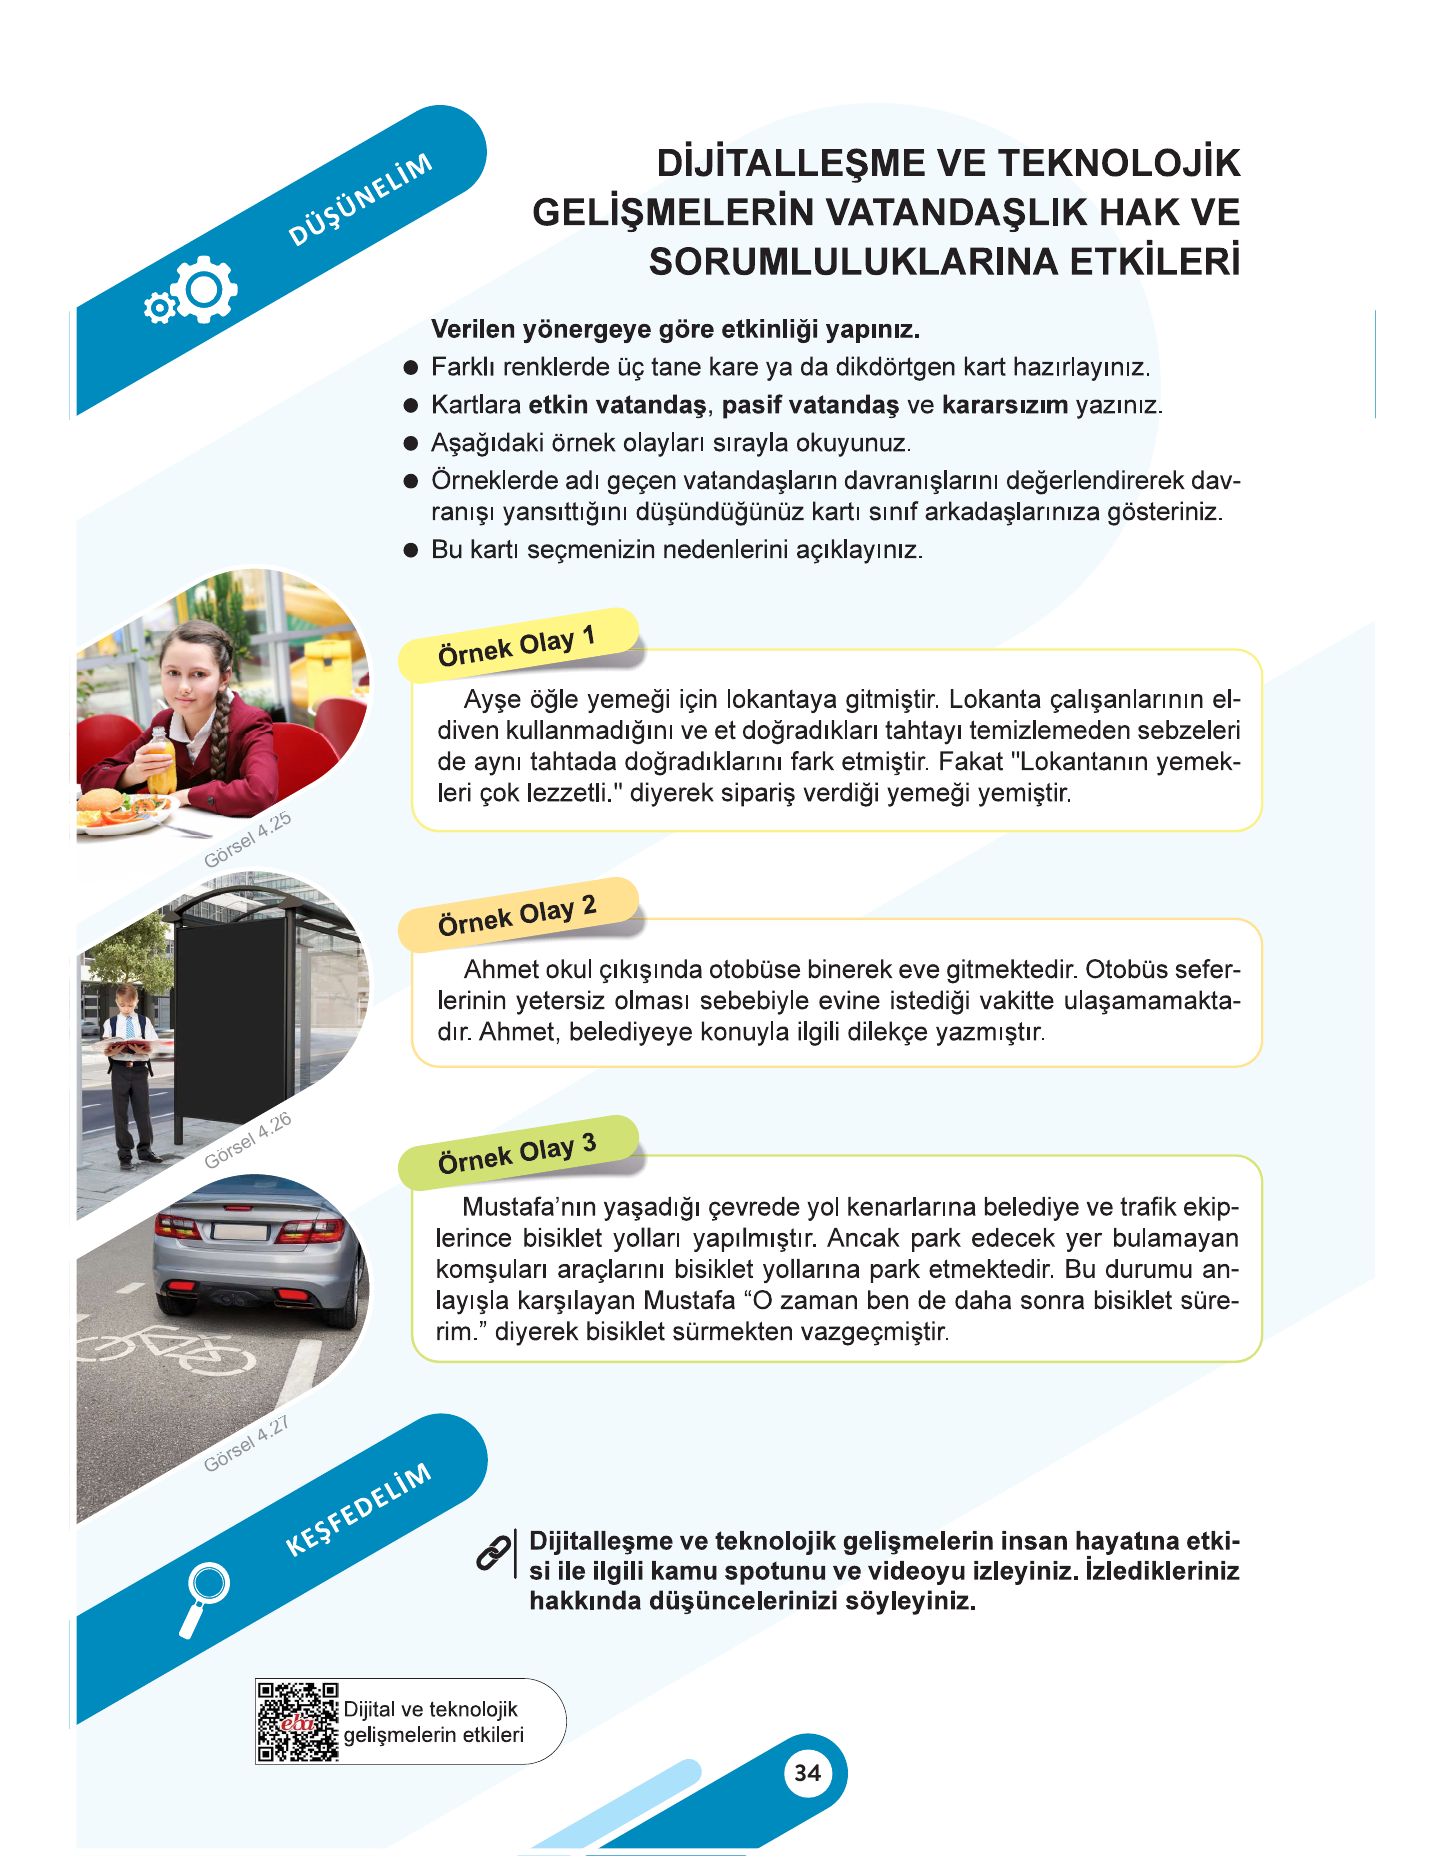 DÜŞÜNELİM
DİJİTALLEŞME VE TEKNOLOJİK
GELİŞMELERİN VATANDAŞLIK HAK VE
SORUMLULUKLARINA ETKİLERİ
Verilen yönergeye göre etkinliği yapınız.
● Farklı renklerde üç tane kare ya da dikdörtgen kart hazırlayınız.
● Kartlara etkin vatandaş, pasif vatandaş ve kararsızım yazınız.
● Aşağıdaki örnek olayları sırayla okuyunuz.
● Örneklerde adı geçen vatandaşların davranışlarını değerlendirerek dav-
ranışı yansıttığını düşündüğünüz kartı sınıf arkadaşlarınıza gösteriniz.
● Bu kartı seçmenizin nedenlerini açıklayınız.
Örnek Olay 1
Ayşe öğle yemeği için lokantaya gitmiştir. Lokanta çalışanlarının el-
diven kullanmadığını ve et doğradıkları tahtayı temizlemeden sebzeleri
de aynı tahtada doğradıklarını fark etmiştir. Fakat "Lokantanın yemek-
leri çok lezzetli." diyerek sipariş verdiği yemeği yemiştir.
Görsel 4.25
Örnek Olay 2
Ahmet okul çıkışında otobüse binerek eve gitmektedir. Otobüs sefer-
lerinin yetersiz olması sebebiyle evine istediği vakitte ulaşamamakta-
dır. Ahmet, belediyeye konuyla ilgili dilekçe yazmıştır.
Görsel 4.26
Örnek Olay 3
Mustafa’nın yaşadığı çevrede yol kenarlarına belediye ve trafik ekip-
lerince bisiklet yolları yapılmıştır. Ancak park edecek yer bulamayan
komşuları araçlarını bisiklet yollarına park etmektedir. Bu durumu an-
layışla karşılayan Mustafa “O zaman ben de daha sonra bisiklet süre-
rim.” diyerek bisiklet sürmekten vazgeçmiştir.
Görsel 4.27
KEŞFEDELİM
Dijitalleşme ve teknolojik gelişmelerin insan hayatına etki-
si ile ilgili kamu spotunu ve videoyu izleyiniz. İzledikleriniz
hakkında düşüncelerinizi söyleyiniz.
eba
Dijital ve teknolojik
gelişmelerin etkileri
34